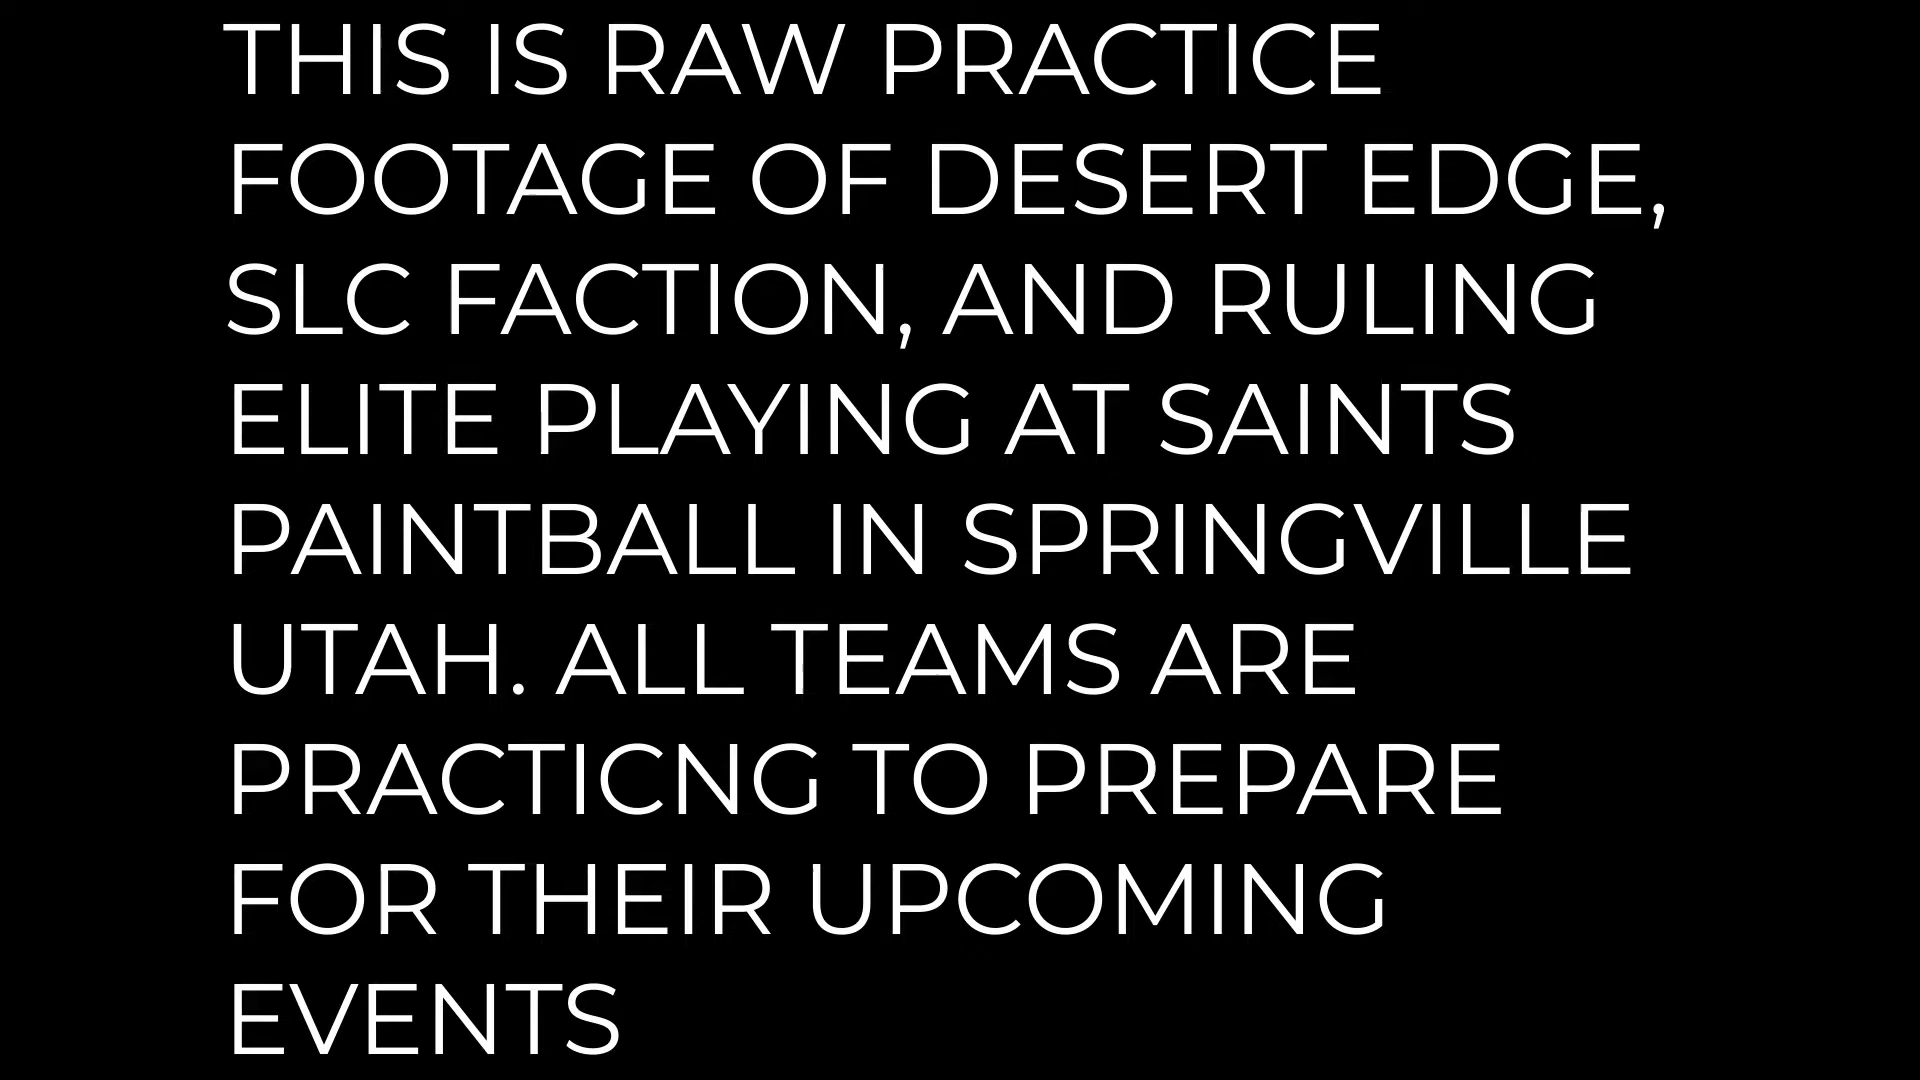 THIS IS RAW PRACTICE
FOOTAGE OF DESERT EDGE,
SLC FACTION, AND RULING
ELITE PLAYING AT SAINTS
PAINTBALL IN SPRINGVILLE
UTAH. ALL TEAMS ARE
PRACTICNG TO PREPARE
FOR THEIR UPCOMING
EVENTS